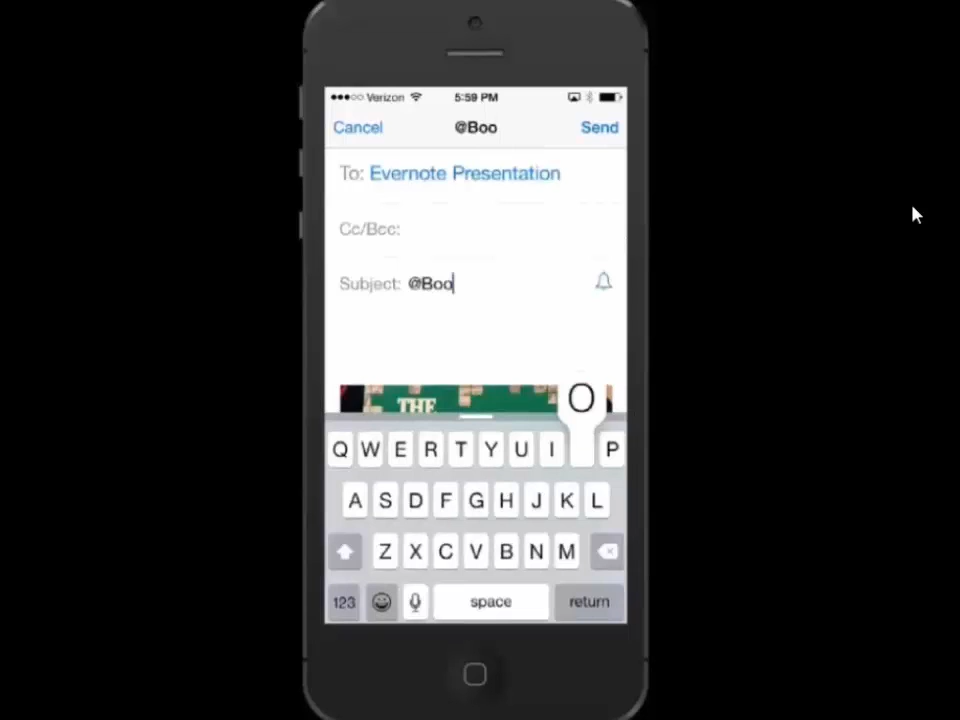 Verizon 5:59 PM
Cancel @Boo Send
To: Evernote Presentation
Cc/Bcc:
Subject: @Boo
THE
O
Q W E R T Y U I P
A S D F G H J K L
Z X C V B N M
123 space return